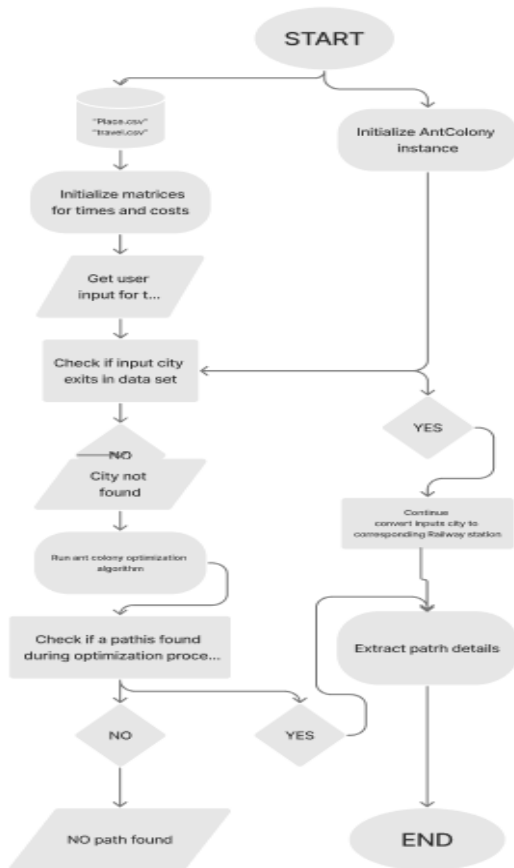 START
"Place.csv"
"travel.csv"
Initialize AntColony
instance
Initialize matrices
for times and costs
Get user
input for t...
Check if input city
exits in data set
YES
NO
City not
found
Continue
convert inputs city to
corresponding Railway station
Run ant colony optimization
algorithm
Check if a pathis found
during optimization proce...
Extract patrh details
NO
YES
NO path found
END